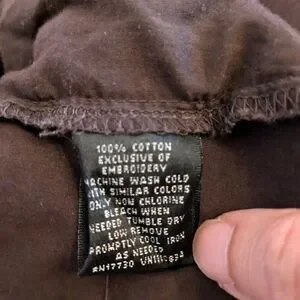 100% COTTON
EXCLUSIVE OF
EMBROIDERY
MACHINE WASH COLD
WITH SIMILAR COLORS
ONLY NON CHLORINE
BLEACH WHEN
NEEDED TUMBLE DRY
LOW REMOVE
PROMPTLY COOL IRON
AS NEEDED
RN17730